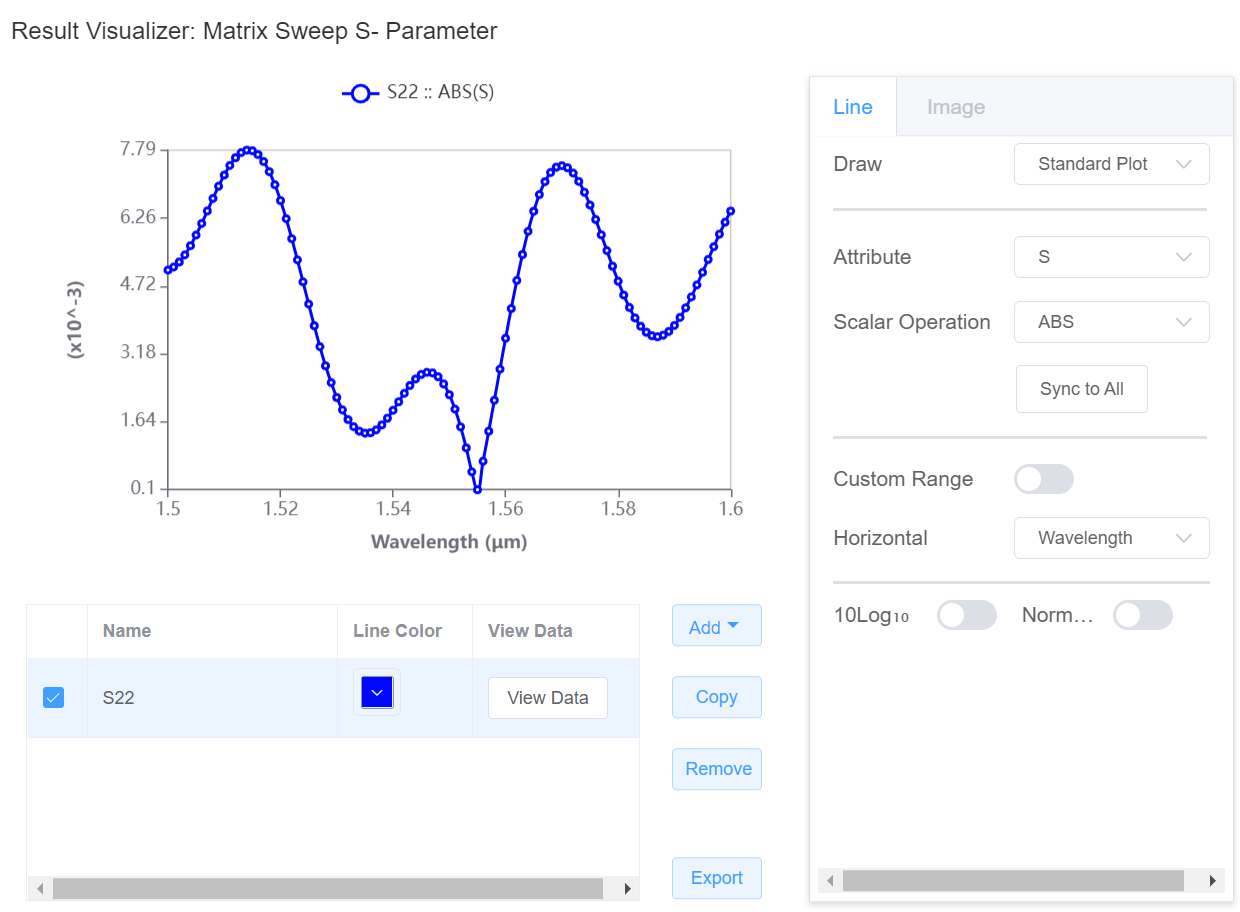 Result Visualizer: Matrix Sweep S- Parameter
S22 :: ABS(S)
7.79
6.26
4.72
3.18
1.64
0.1
(x10^-3)
1.5 1.52 1.54 1.56 1.58 1.6
Wavelength (μm)
Line Image
Draw Standard Plot
Attribute S
Scalar Operation ABS
Sync to All
Custom Range
Horizontal Wavelength
10Log₁₀ Norm...
Name Line Color View Data
S22 View Data
Add
Copy
Remove
Export